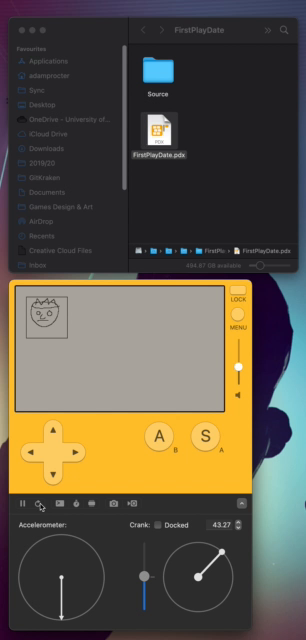 FirstPlayDate
Favourites
Applications
adamprocter
Sync
Desktop
OneDrive - University of...
iCloud Drive
Downloads
2019/20
GitKraken
Documents
Games Design & Art
AirDrop
Recents
Creative Cloud Files
Inbox
Source
PDX
FirstPlayDate.pdx
FirstPl› FirstPlayDate.pdx
494.87 GB available
LOCK
MENU
A
B
S
A
Accelerometer:
Crank: Docked 43.27